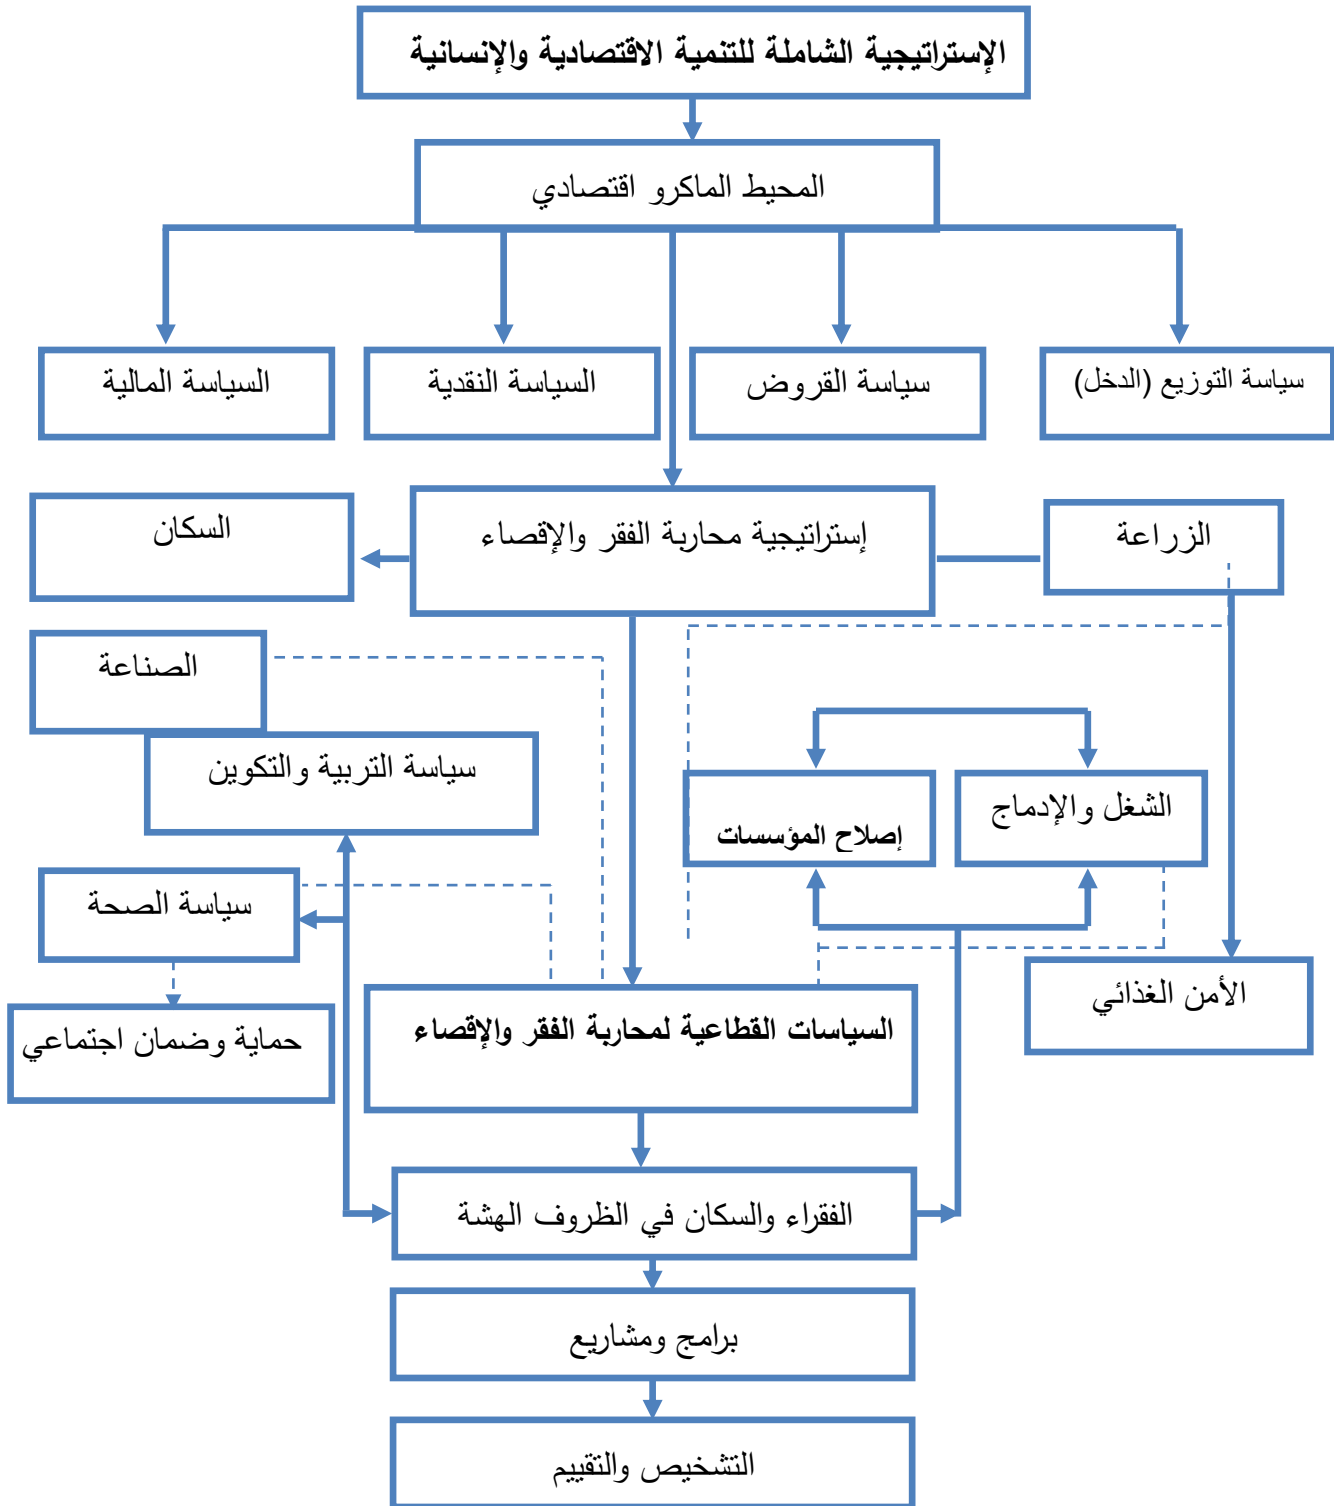 الإستراتيجية الشاملة للتنمية الاقتصادية والإنسانية
المحيط الماكرو اقتصادي
سياسة التوزيع (الدخل)
سياسة القروض
السياسة النقدية
السياسة المالية
الزراعة
إستراتيجية محاربة الفقر والإقصاء
السكان
الصناعة
سياسة التربية والتكوين
الشغل والإدماج
إصلاح المؤسسات
سياسة الصحة
الأمن الغذائي
السياسات القطاعية لمحاربة الفقر والإقصاء
حماية وضمان اجتماعي
الفقراء والسكان في الظروف الهشة
برامج ومشاريع
التشخيص والتقييم